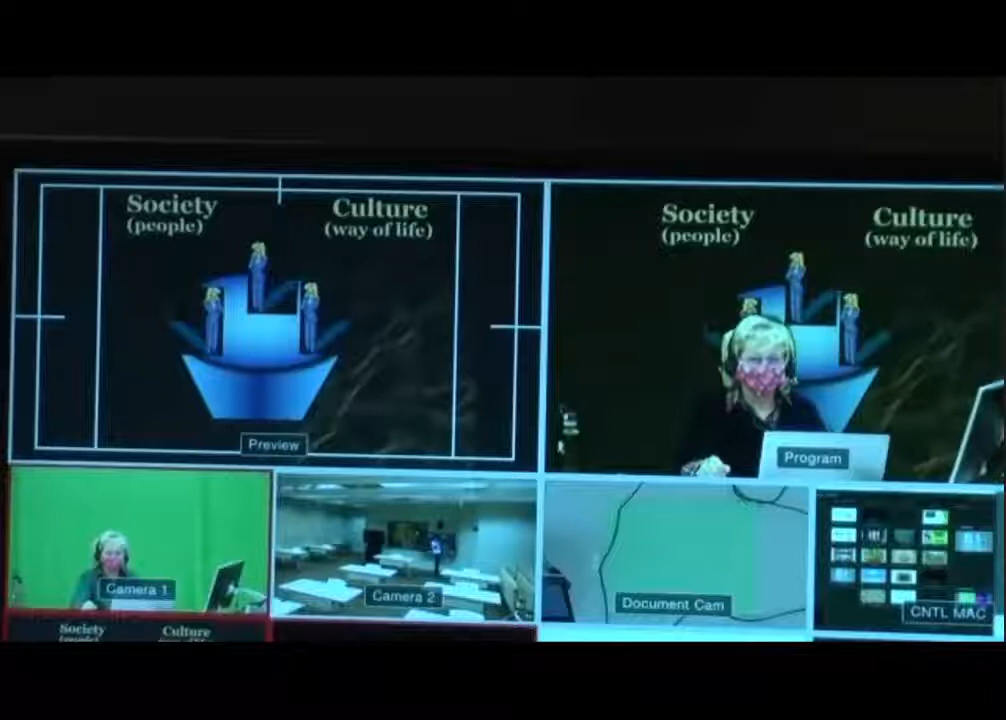 Society
(people)
Culture
(way of life)
Society
(people)
Culture
(way of life)
Preview
Program
Camera 1
Camera 2
Document Cam
CNTL MAC
Society
(people)
Culture